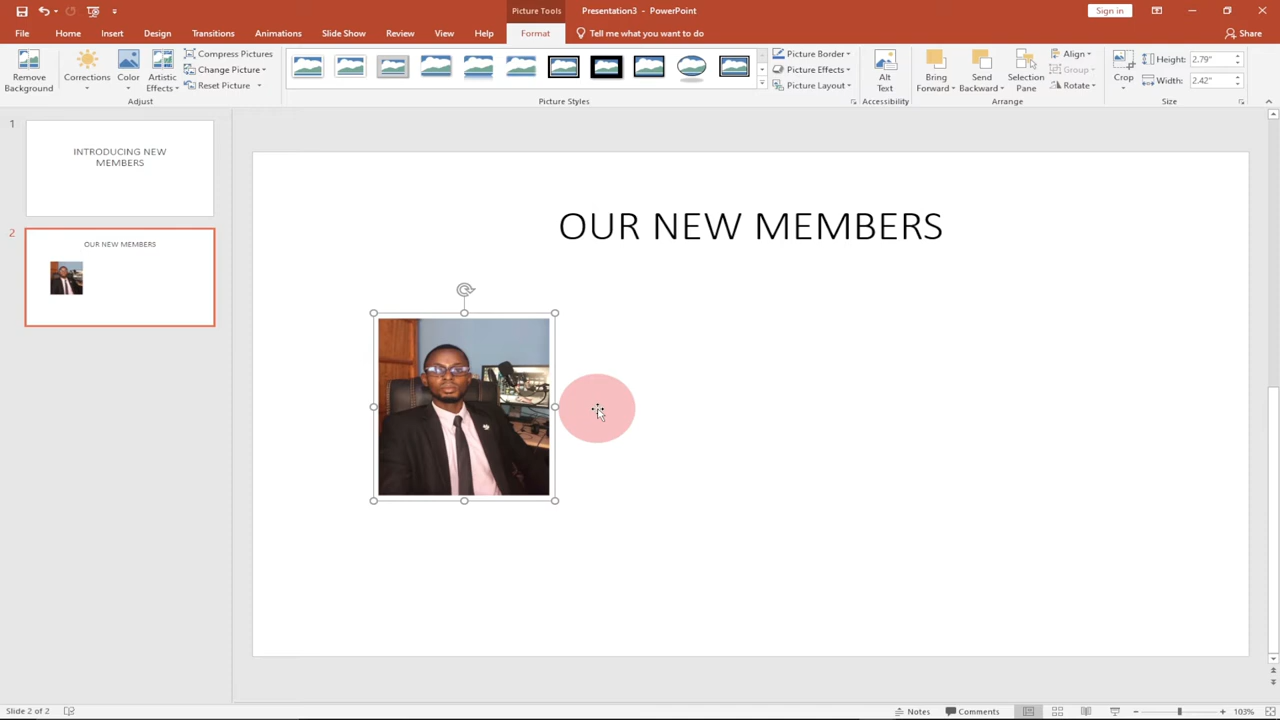 Picture Tools
Presentation3 - PowerPoint
Sign in
File
Home
Insert
Design
Transitions
Animations
Slide Show
Review
View
Help
Format
Tell me what you want to do
Share
Remove
Background
Corrections
Color
Artistic
Effects
Compress Pictures
Change Picture
Reset Picture
Adjust
Picture Styles
Picture Border
Picture Effects
Picture Layout
Alt
Text
Accessibility
Bring
Forward
Send
Backward
Selection
Pane
Align
Group
Rotate
Arrange
Crop
Height: 2.79"
Width: 2.42"
Size
1
INTRODUCING NEW
MEMBERS
2
OUR NEW MEMBERS
OUR NEW MEMBERS
Slide 2 of 2
Notes
Comments
103%